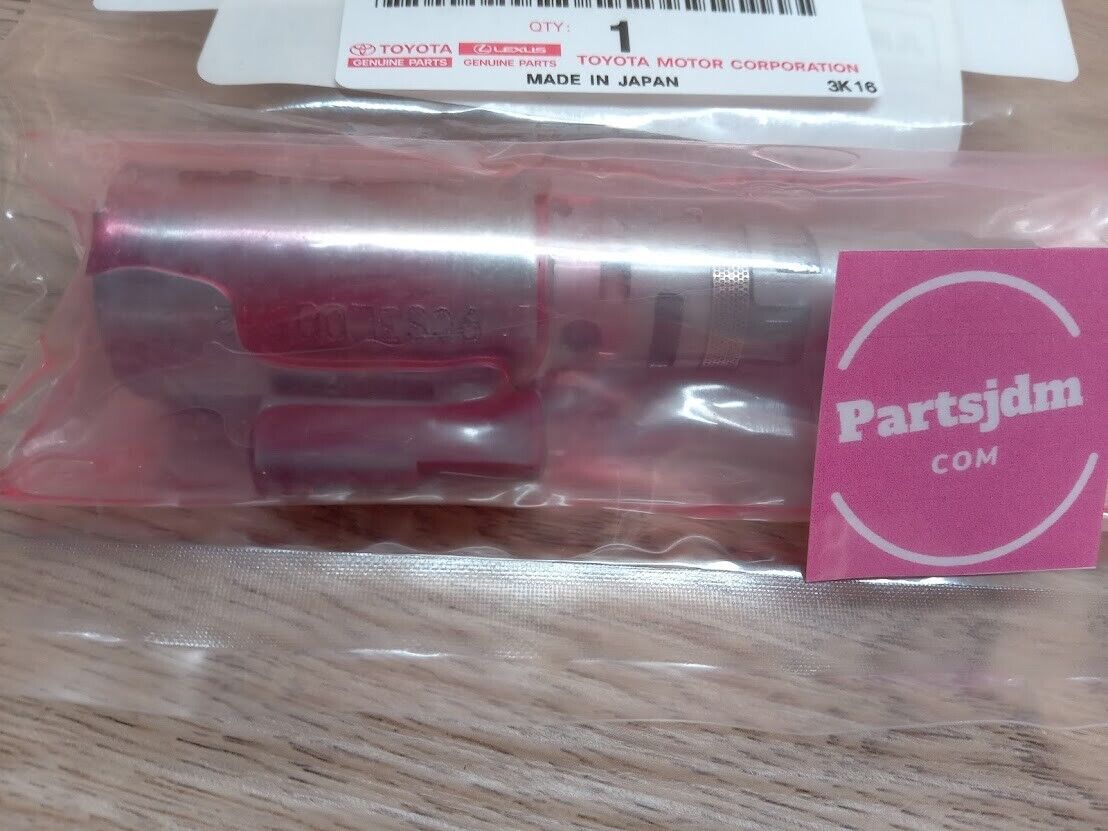 QTY: 1
TOYOTA LEXUS
GENUINE PARTS GENUINE PARTS TOYOTA MOTOR CORPORATION
MADE IN JAPAN 3K16
Partsjdm
COM